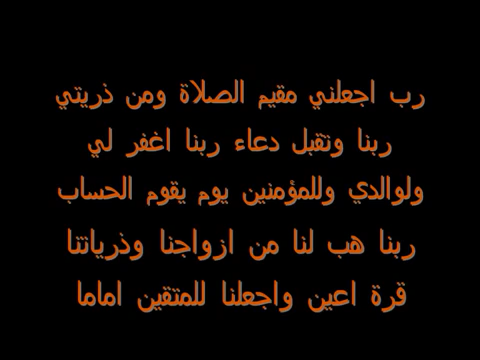 رب اجعلني مقيم الصلاة ومن ذريتي
ربنا وتقبل دعاء ربنا اغفر لي
ولوالدي وللمؤمنين يوم يقوم الحساب
ربنا هب لنا من ازواجنا وذرياتنا
قرة اعين واجعلنا للمتقين اماما